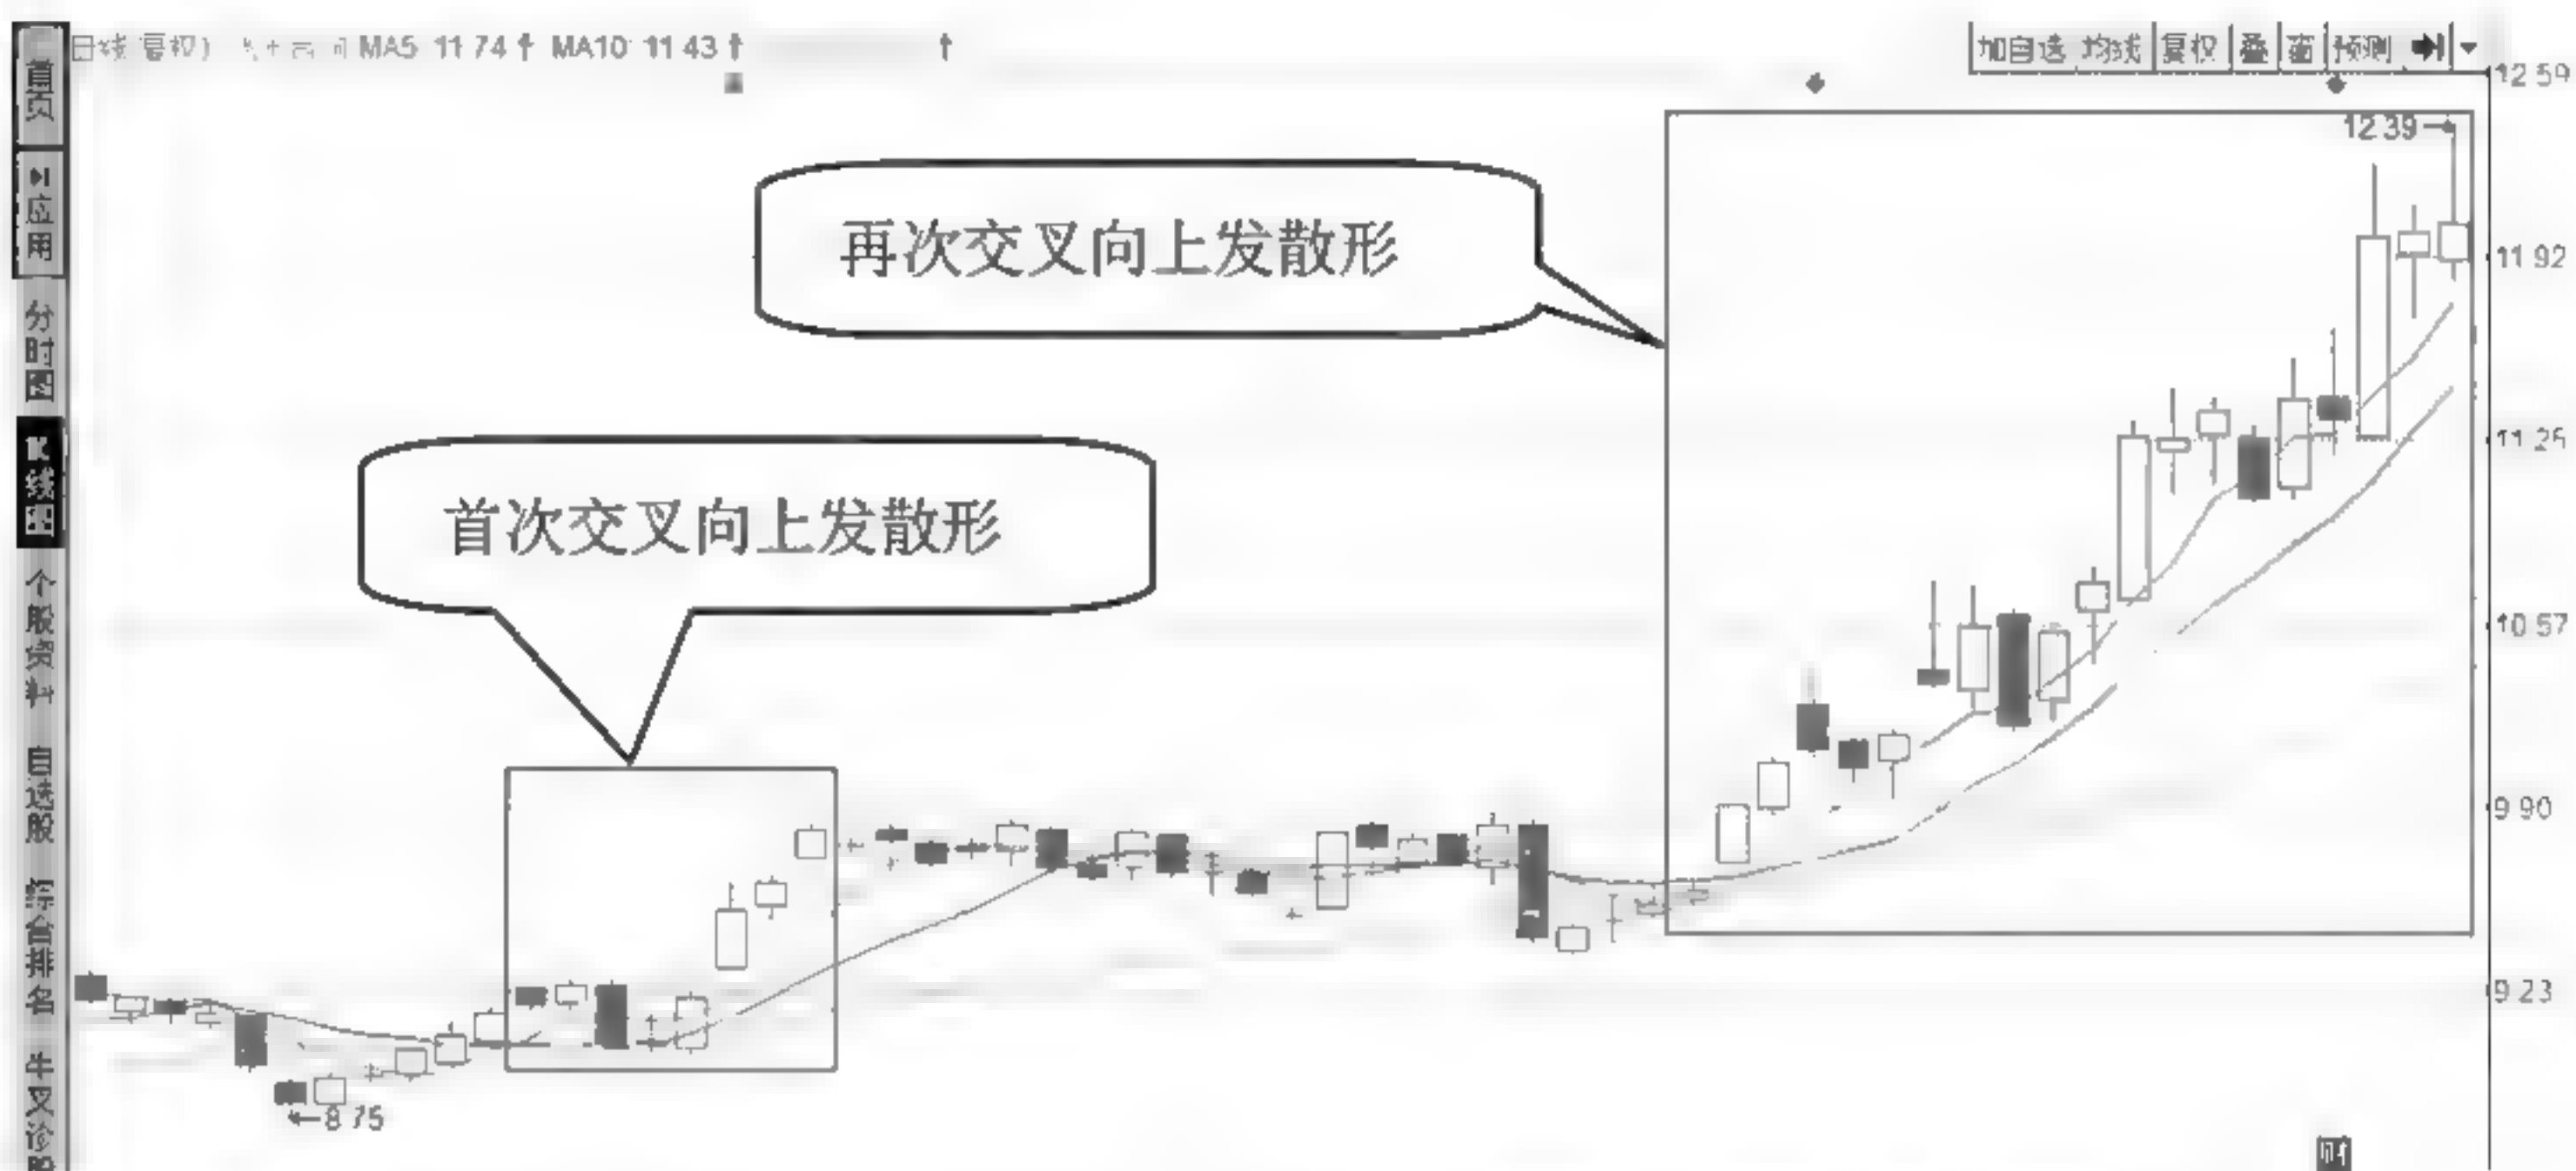 日线 复权) MA5 11 74↑ MA10 11 43↑ ↑
加自选 均线 复权 叠 窗 预测
首页
应用
分时图
K线图
个股资料
自选股
综合排名
牛叉诊股
12 59
12 39
11 92
再次交叉向上发散形
11 25
首次交叉向上发散形
10 57
9 90
9 23
8 75
财